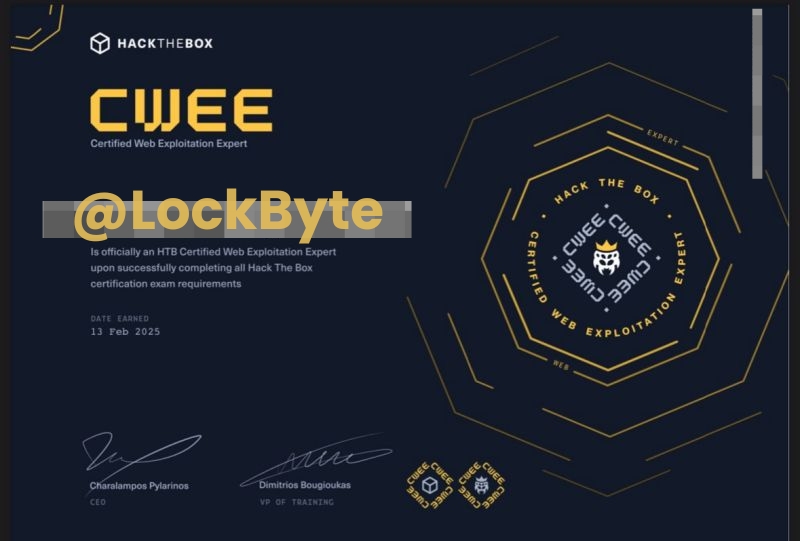 HACKTHEBOX
CWEE
Certified Web Exploitation Expert
@LockByte
Is officially an HTB Certified Web Exploitation Expert
upon successfully completing all Hack The Box
certification exam requirements
DATE EARNED
13 Feb 2025
Charalampos Pylarinos
CEO
Dimitrios Bougioukas
VP OF TRAINING
EXPERT
HACK THE BOX
CERTIFIED WEB EXPLOITATION EXPERT
CWEE CWEE
CWEE CWEE
WEB
CWEE CWEE
CWEE CWEE
CWEE CWEE
CWEE CWEE